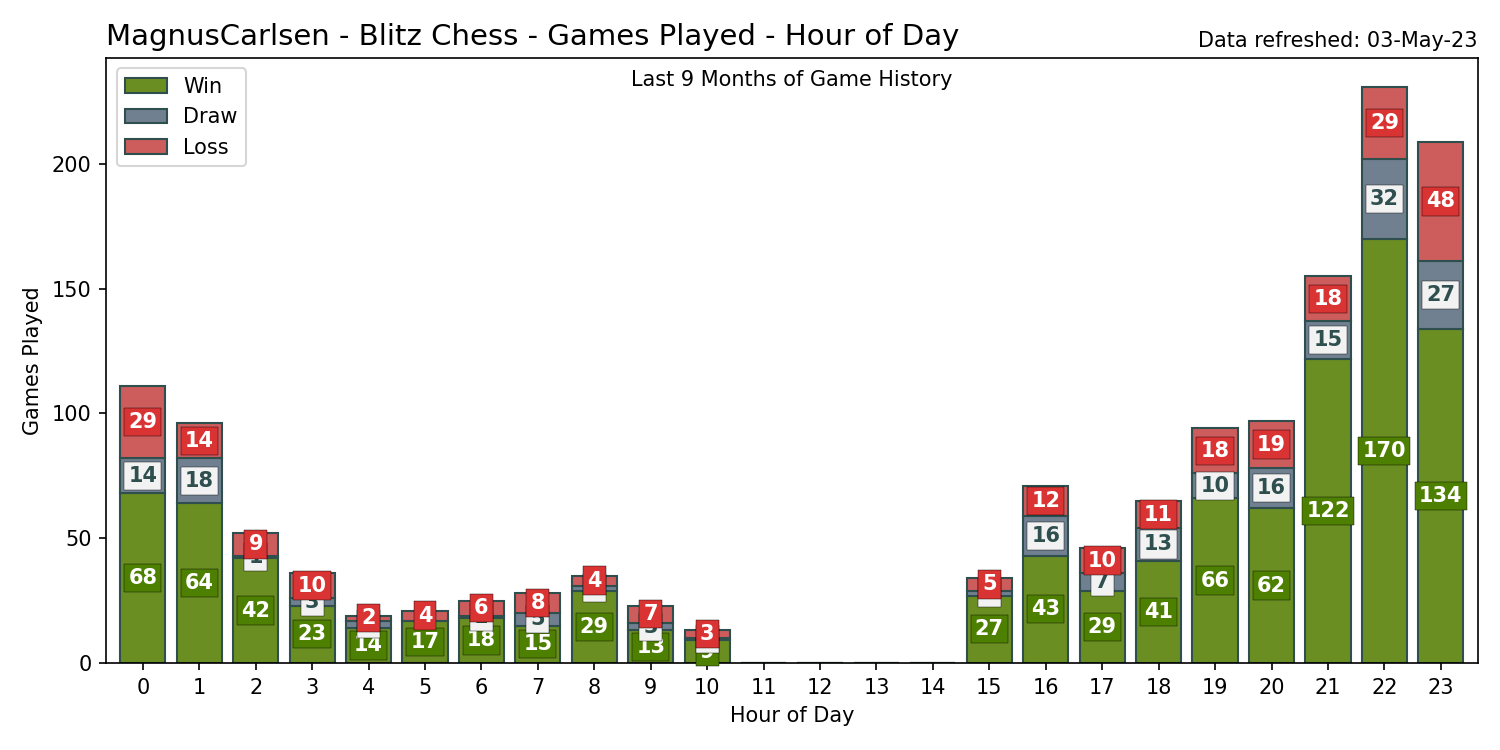 MagnusCarlsen - Blitz Chess - Games Played - Hour of Day
Data refreshed: 03-May-23
Last 9 Months of Game History
Win
Draw
Loss
Games Played
200
150
100
50
0
29 14 68
14 18 64
9 1 42
10 3 23
2 14
4 17
6 18
8 5 15
4 29
7 3 13
3 9
5 27
12 16 43
10 7 29
11 13 41
18 10 66
19 16 62
18 15 122
29 32 170
48 27 134
0 1 2 3 4 5 6 7 8 9 10 11 12 13 14 15 16 17 18 19 20 21 22 23
Hour of Day